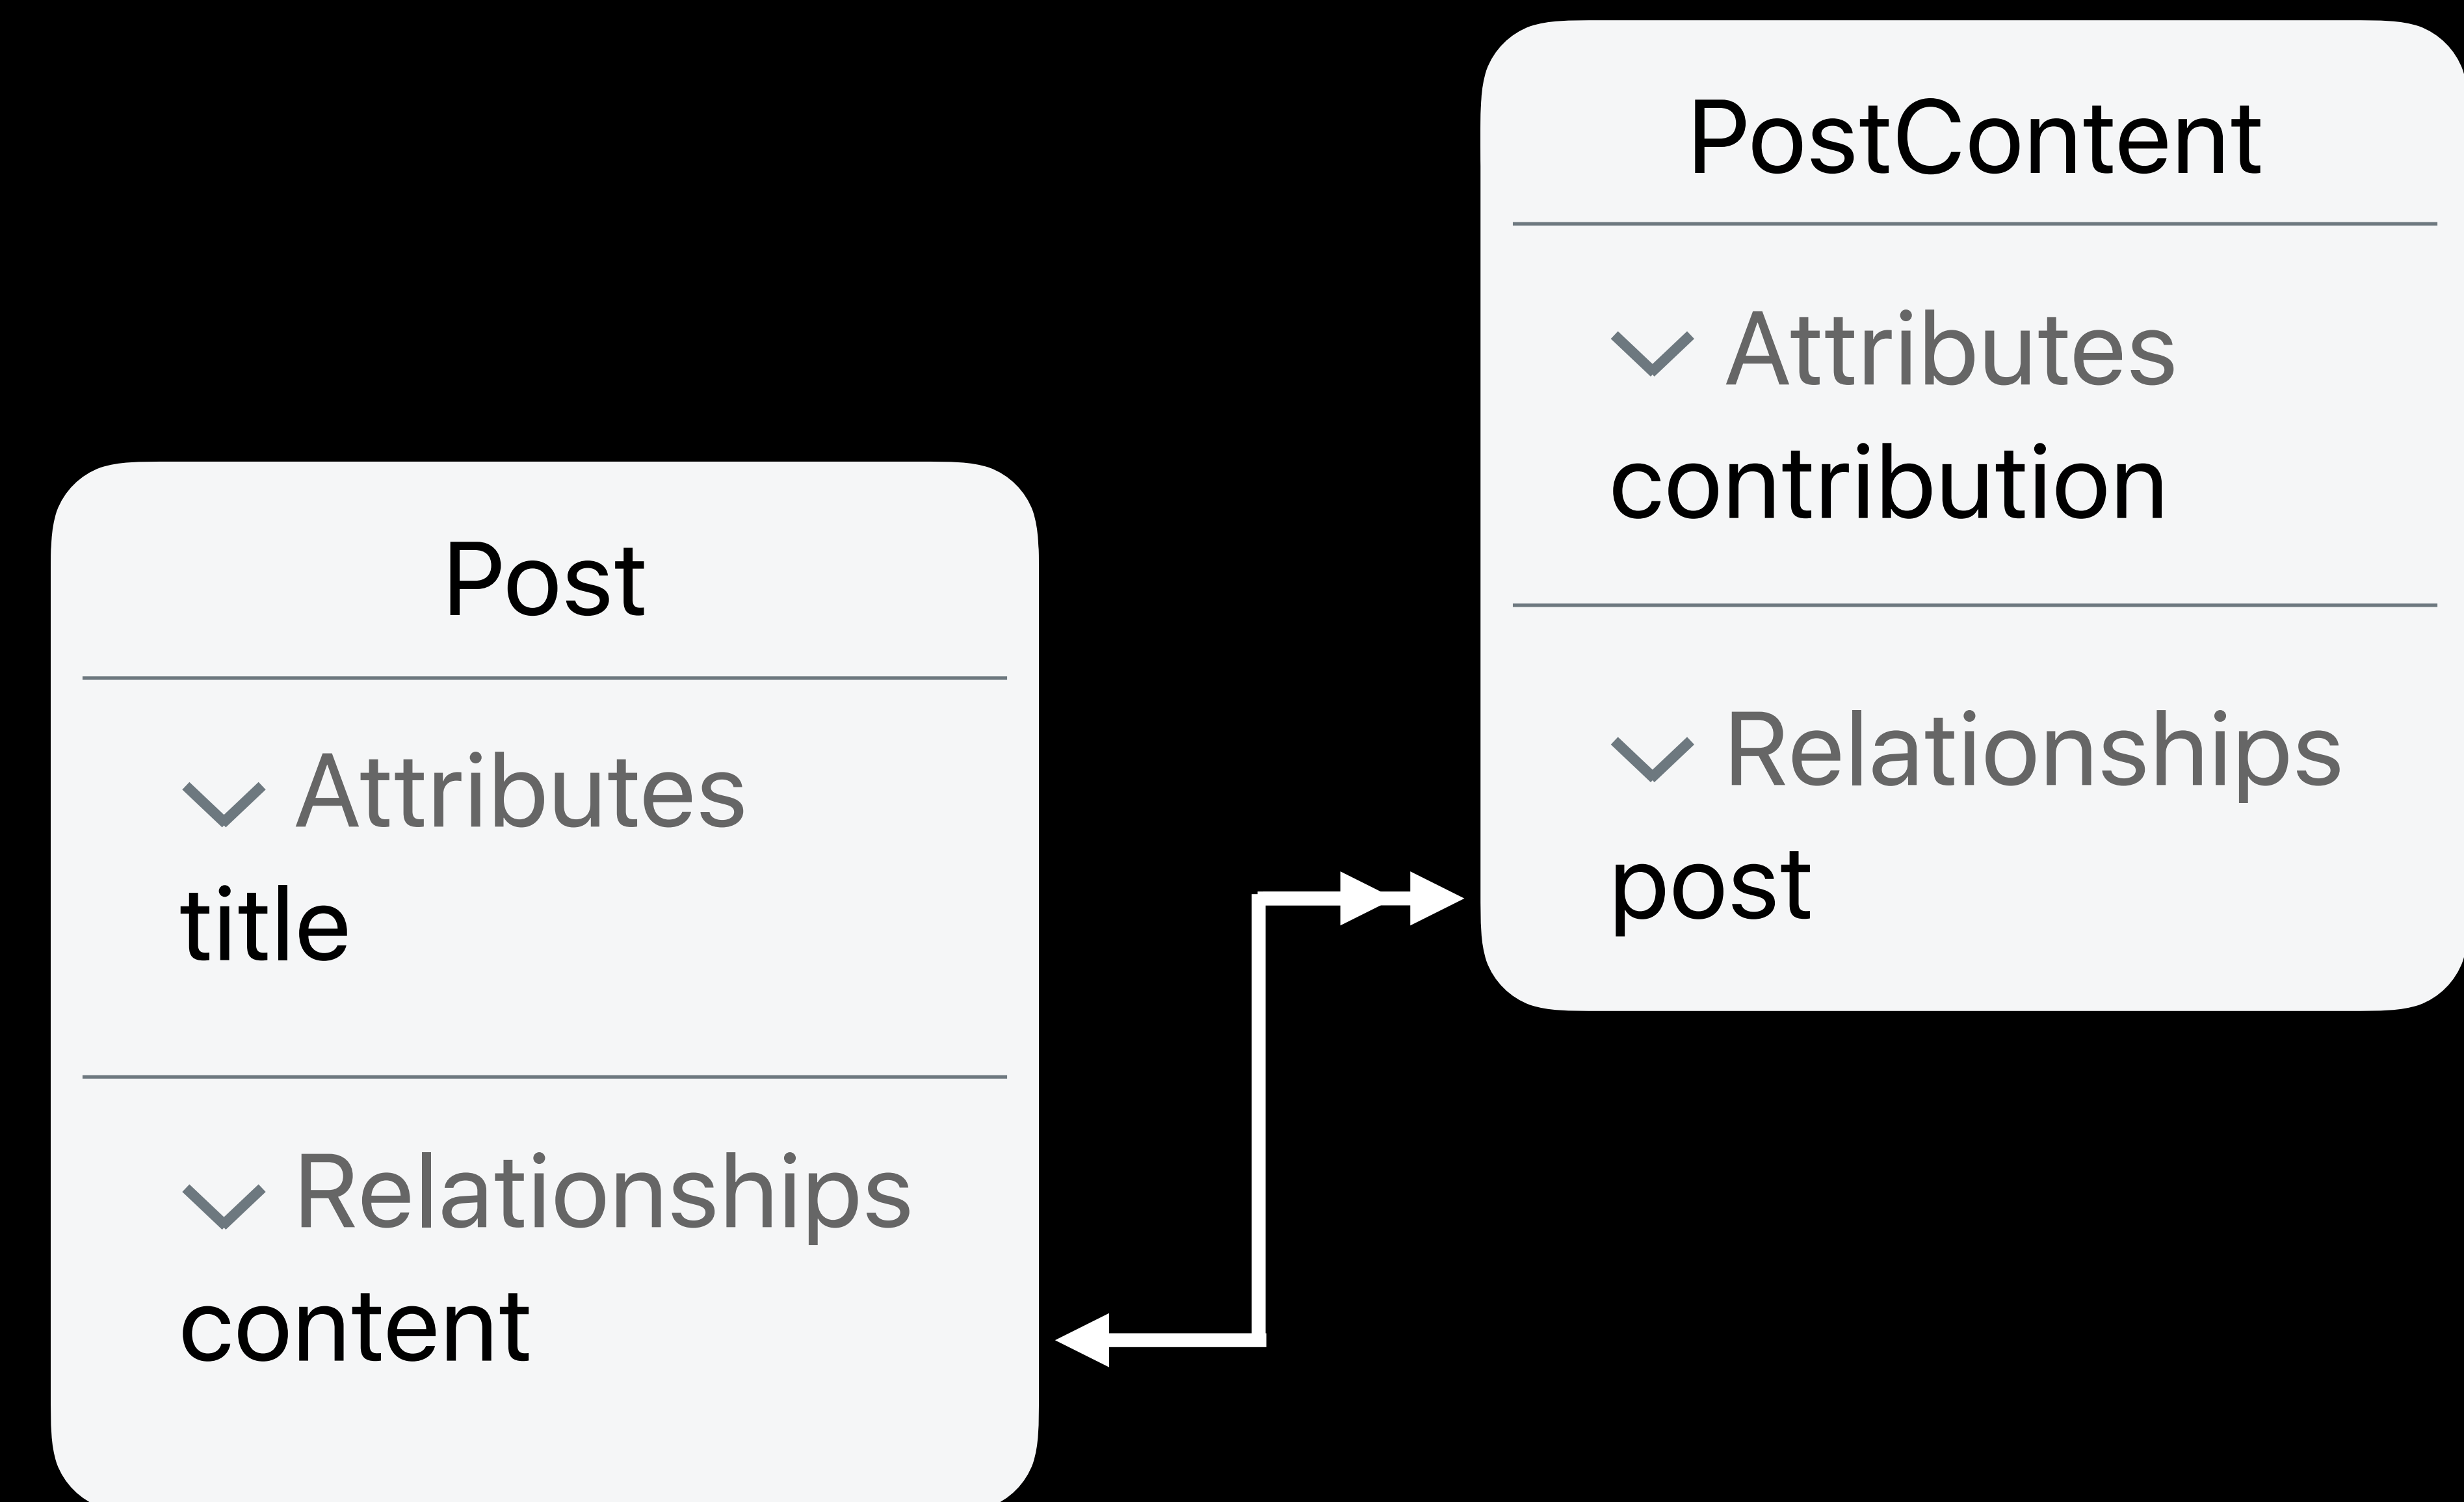 PostContent
Attributes
contribution
Relationships
post
Post
Attributes
title
Relationships
content